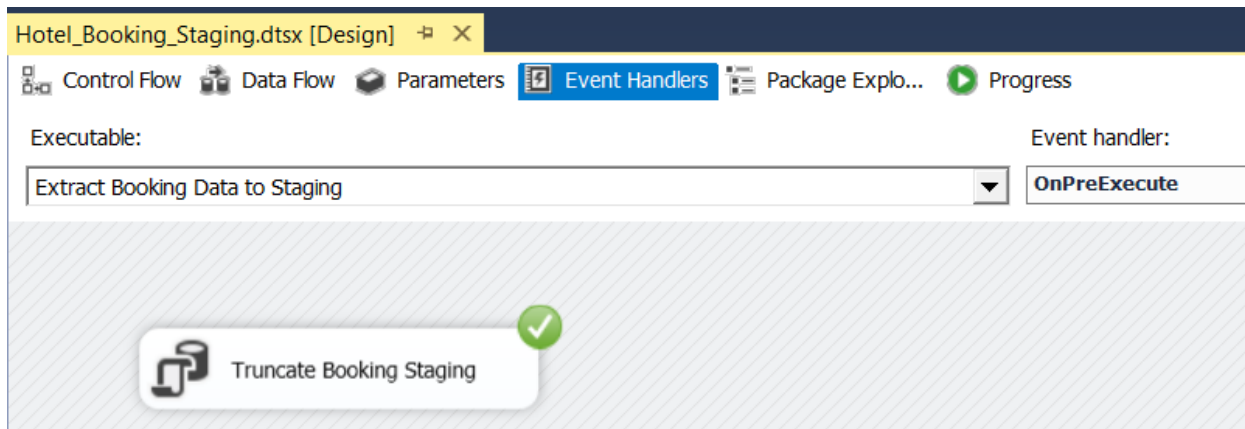 Hotel_Booking_Staging.dtsx [Design]
Control Flow Data Flow Parameters Event Handlers Package Explo... Progress
Executable: Event handler:
Extract Booking Data to Staging OnPreExecute
Truncate Booking Staging